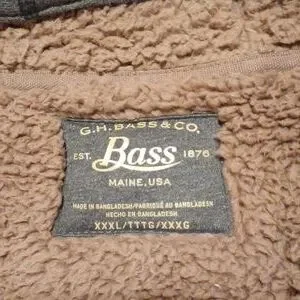 G.H. BASS & CO.
EST. Bass 1876
MAINE, USA
MADE IN BANGLADESH/FABRIQUÉ AU BANGLADESH
HECHO EN BANGLADESH
XXXL/TTTG/XXXG